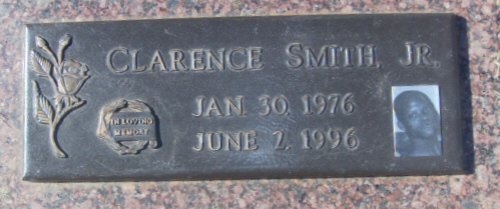 CLARENCE SMITH, JR.
JAN. 30, 1976
JUNE 2, 1996
IN LOVING
MEMORY